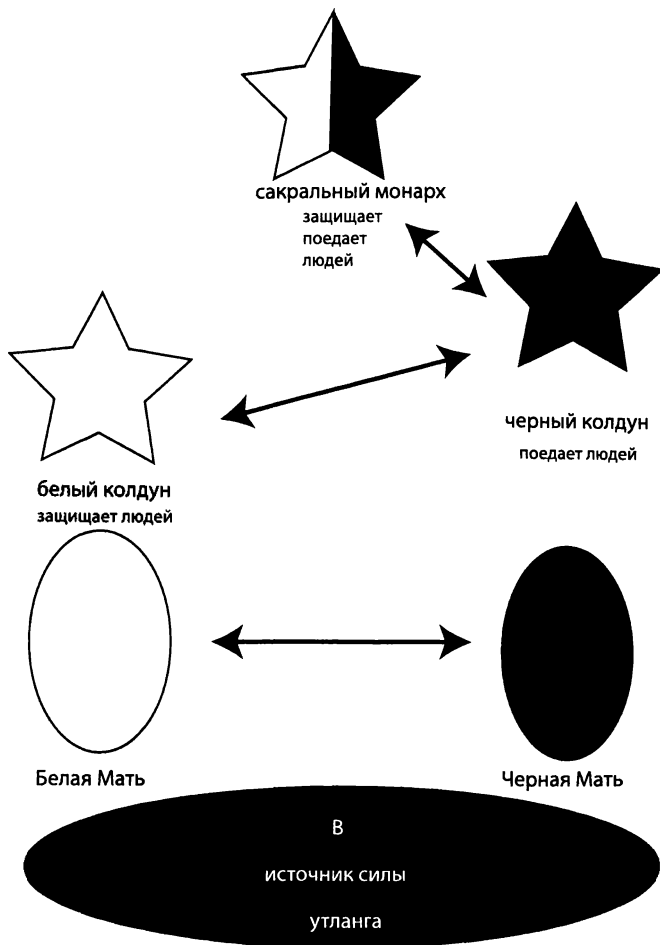 сакральный монарх
защищает
поедает
людей
черный колдун
поедает людей
белый колдун
защищает людей
Белая Мать
Черная Мать
В
источник силы
утланга